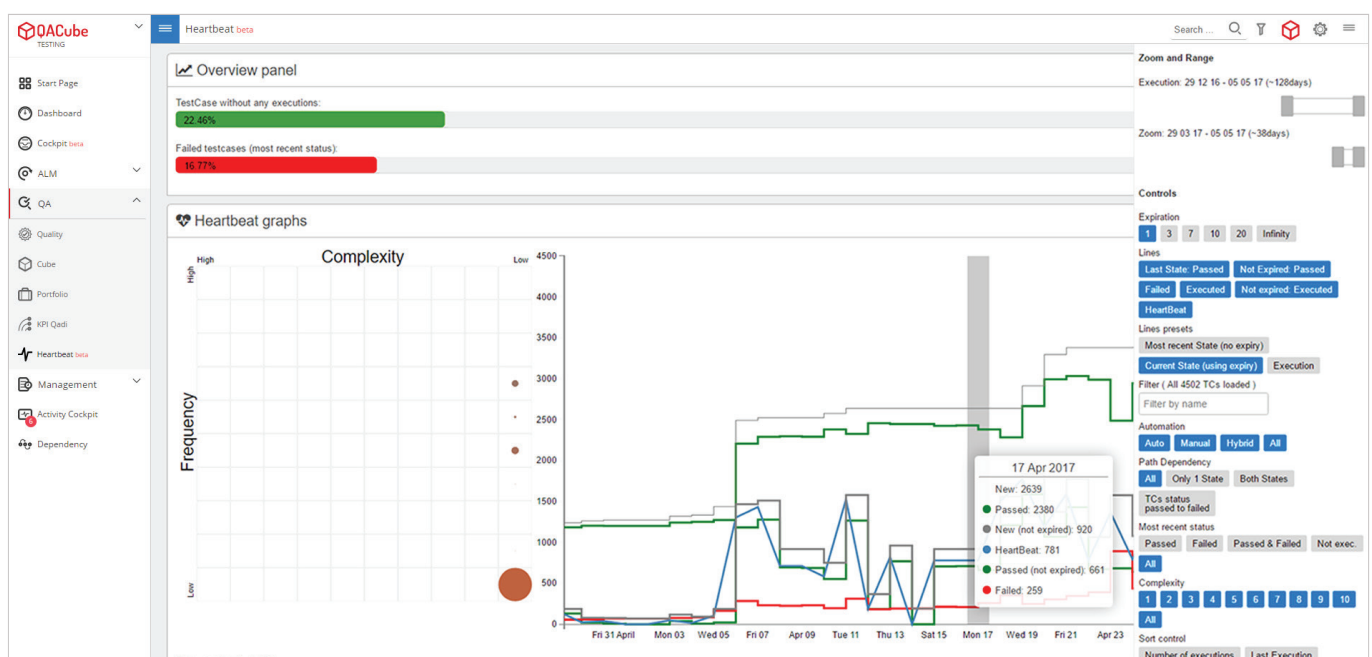 QACube
TESTING
Heartbeat beta
Search ...
Start Page
Dashboard
Cockpit beta
ALM
QA
Quality
Cube
Portfolio
KPI Qadi
Heartbeat beta
Management
Activity Cockpit
6
Dependency
Overview panel
TestCase without any executions:
22.46%
Failed testcases (most recent status):
16.77%
Heartbeat graphs
Complexity
High
Low
High
Frequency
Low
4500
4000
3500
3000
2500
2000
1500
1000
500
0
Fri 31 April Mon 03 Wed 05 Fri 07 Apr 09 Tue 11 Thu 13 Sat 15 Mon 17 Wed 19 Fri 21 Apr 23
17 Apr 2017
New: 2639
Passed: 2380
New (not expired): 920
HeartBeat: 781
Passed (not expired): 661
Failed: 259
Zoom and Range
Execution: 29 12 16 - 05 05 17 (~128days)
Zoom: 29 03 17 - 05 05 17 (~38days)
Controls
Expiration
1 3 7 10 20 Infinity
Lines
Last State: Passed Not Expired: Passed
Failed Executed Not expired: Executed
HeartBeat
Lines presets
Most recent State (no expiry)
Current State (using expiry) Execution
Filter ( All 4502 TCs loaded )
Filter by name
Automation
Auto Manual Hybrid All
Path Dependency
All Only 1 State Both States
TCs status
passed to failed
Most recent status
Passed Failed Passed & Failed Not exec.
All
Complexity
1 2 3 4 5 6 7 8 9 10
All
Sort control
Number of executions Last Execution